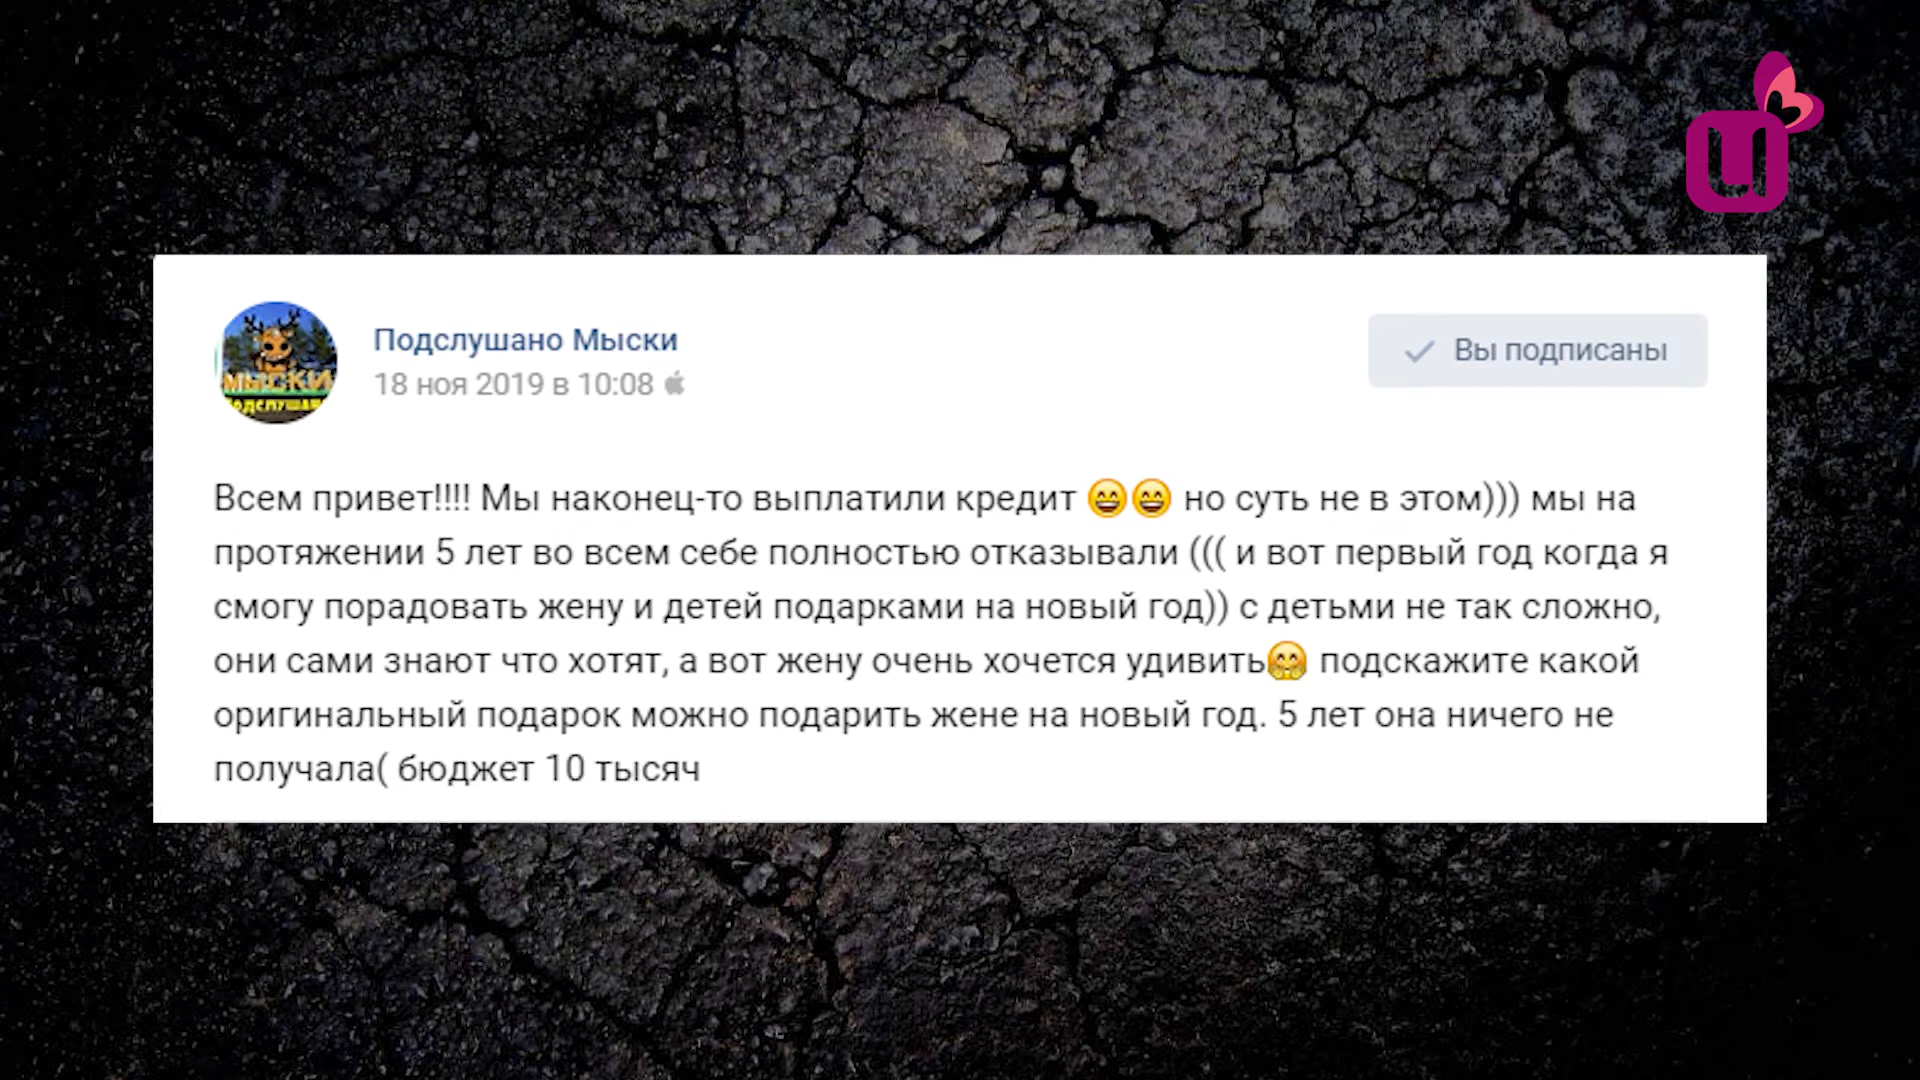 u
Подслушано Мыски
18 ноя 2019 в 10:08
Вы подписаны
МЫСКИ
Всем привет!!!! Мы наконец-то выплатили кредит 😄😄 но суть не в этом))) мы на
протяжении 5 лет во всем себе полностью отказывали ((( и вот первый год когда я
смогу порадовать жену и детей подарками на новый год)) с детьми не так сложно,
они сами знают что хотят, а вот жену очень хочется удивить🤗 подскажите какой
оригинальный подарок можно подарить жене на новый год. 5 лет она ничего не
получала( бюджет 10 тысяч